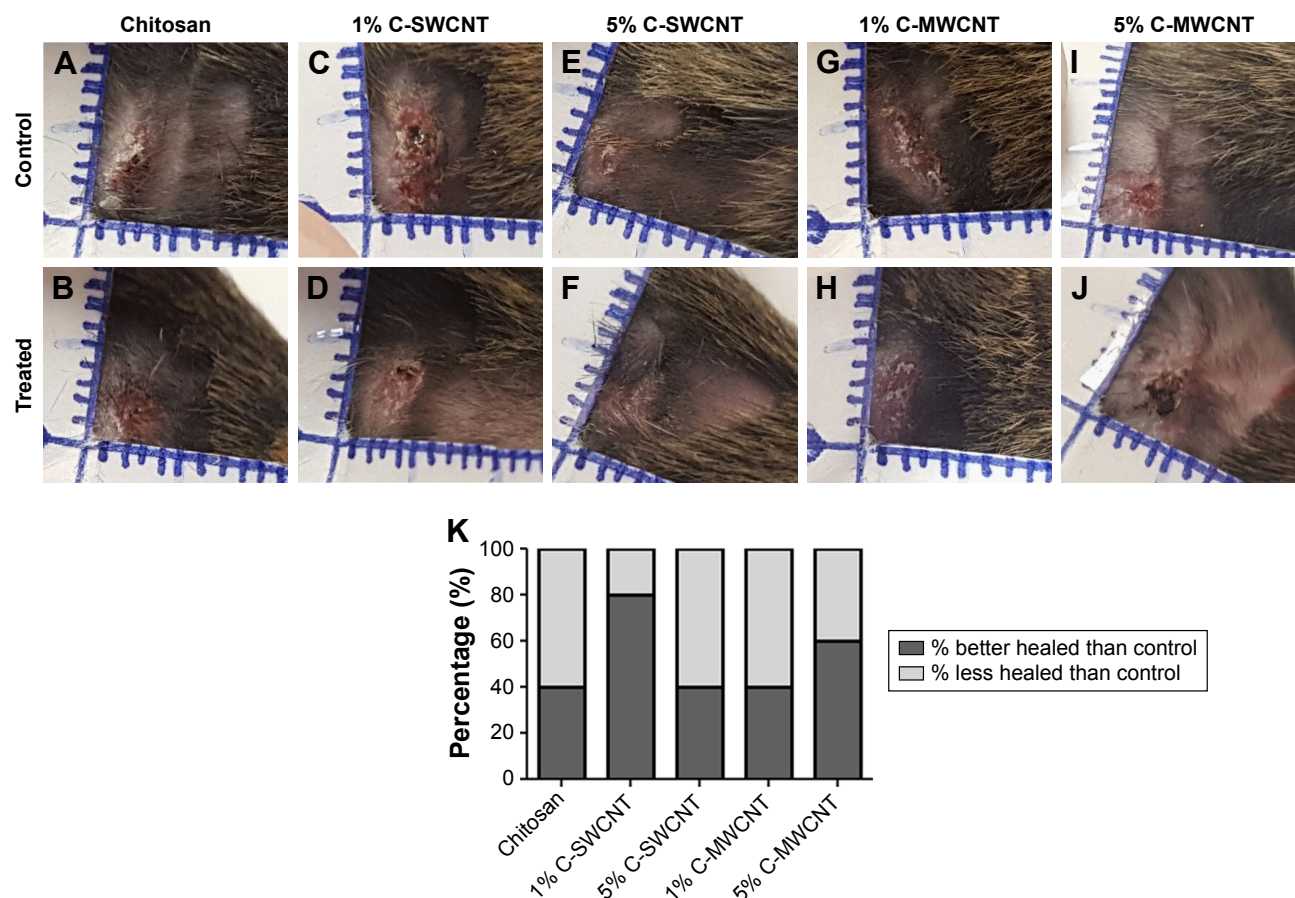 Chitosan 1% C-SWCNT 5% C-SWCNT 1% C-MWCNT 5% C-MWCNT
Control
A C E G I
Treated
B D F H J
K
Percentage (%)
100
80
60
40
20
0
Chitosan
1% C-SWCNT
5% C-SWCNT
1% C-MWCNT
5% C-MWCNT
% better healed than control
% less healed than control